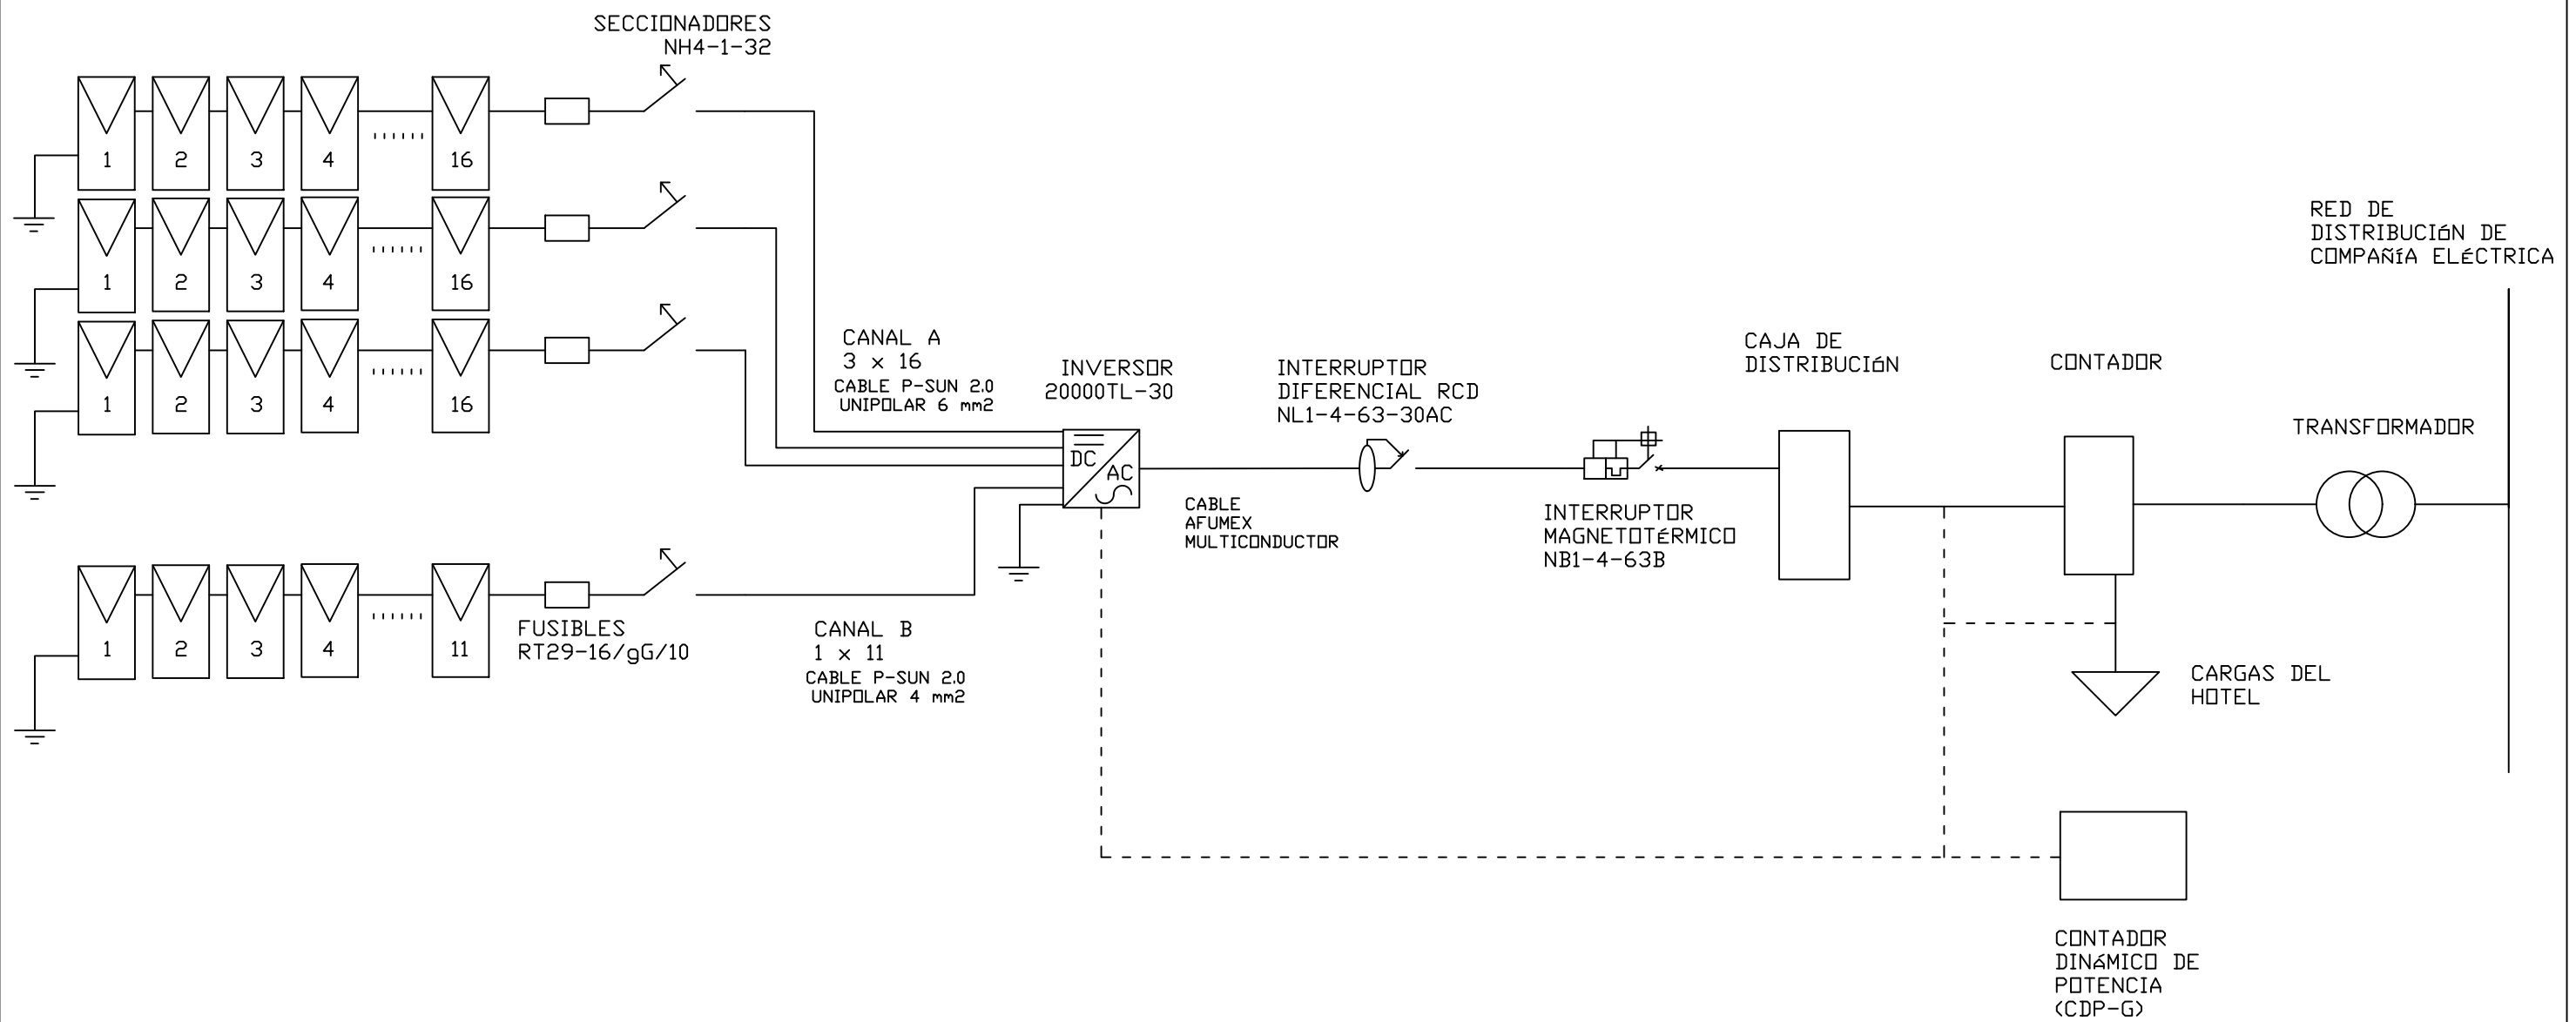 SECCIONADORES
NH4-1-32
1 2 3 4 16
1 2 3 4 16
1 2 3 4 16
1 2 3 4 11
FUSIBLES
RT29-16/gG/10
CANAL A
3 x 16
CABLE P-SUN 2.0
UNIPOLAR 6 mm2
CANAL B
1 x 11
CABLE P-SUN 2.0
UNIPOLAR 4 mm2
INVERSOR
20000TL-30
DC
AC
CABLE
AFUMEX
MULTICONDUCTOR
INTERRUPTOR
DIFERENCIAL RCD
NL1-4-63-30AC
INTERRUPTOR
MAGNETOTéRMICO
NB1-4-63B
CAJA DE
DISTRIBUCIóN
CONTADOR
TRANSFORMADOR
RED DE
DISTRIBUCIóN DE
COMPAÑíA ELéCTRICA
CARGAS DEL
HOTEL
CONTADOR
DINáMICO DE
POTENCIA
(CDP-G)